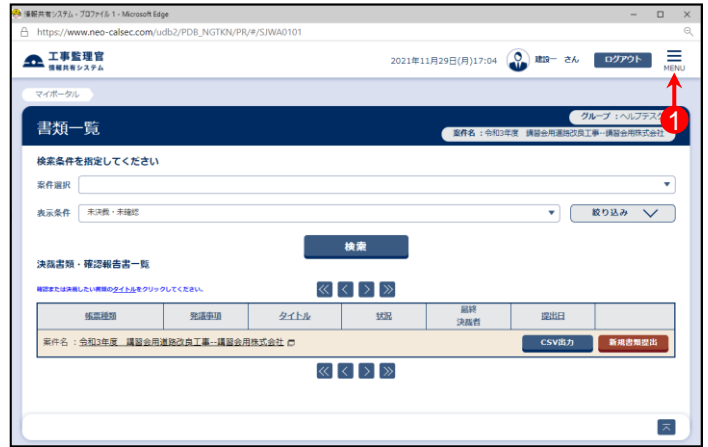 情報共有システム - プロファイル 1 - Microsoft Edge
https://www.neo-calsec.com/udb2/PDB_NGTKN/PR/#/SJWA0101
工事監理官
情報共有システム
2021年11月29日(月)17:04
建設一 さん
ログアウト
MENU
マイポータル
1
書類一覧
グループ：ヘルプデスク
案件名：令和3年度 講習会用道路改良工事--講習会用株式会社
検索条件を指定してください
案件選択
表示条件
未決裁・未確認
絞り込み
検索
決裁書類・確認報告書一覧
確認または決裁したい書類のタイトルをクリックしてください。
帳票種類 発議事項 タイトル 状況 最終決裁者 提出日
案件名：令和3年度 講習会用道路改良工事--講習会用株式会社
CSV出力
新規書類提出